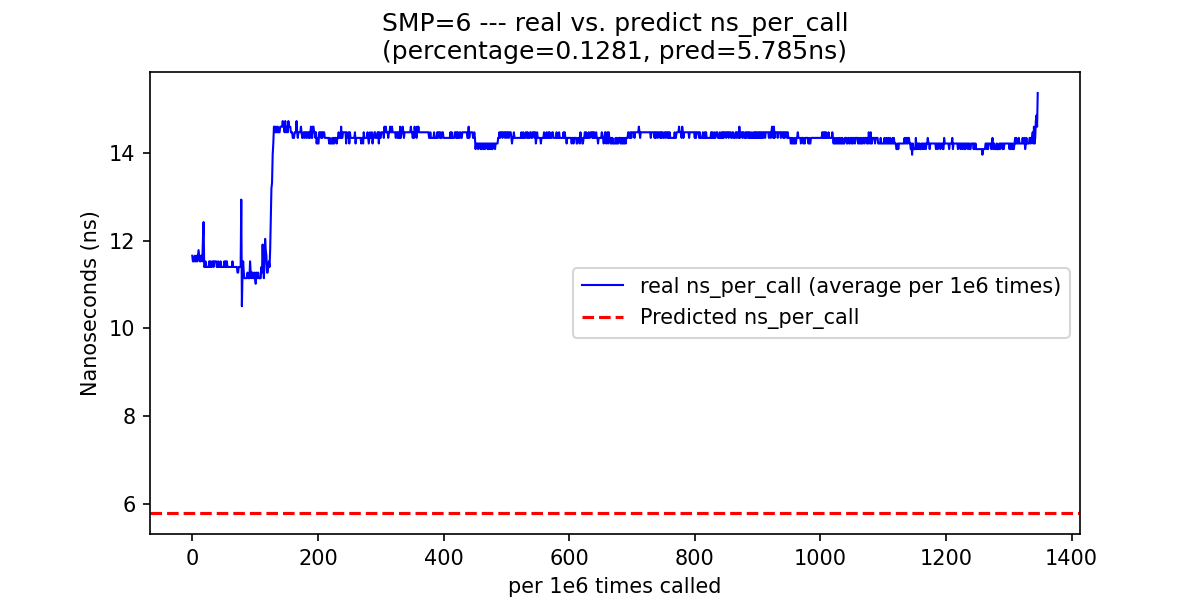 SMP=6 --- real vs. predict ns_per_call
(percentage=0.1281, pred=5.785ns)
Nanoseconds (ns)
14
12
10
8
6
real ns_per_call (average per 1e6 times)
Predicted ns_per_call
0 200 400 600 800 1000 1200 1400
per 1e6 times called